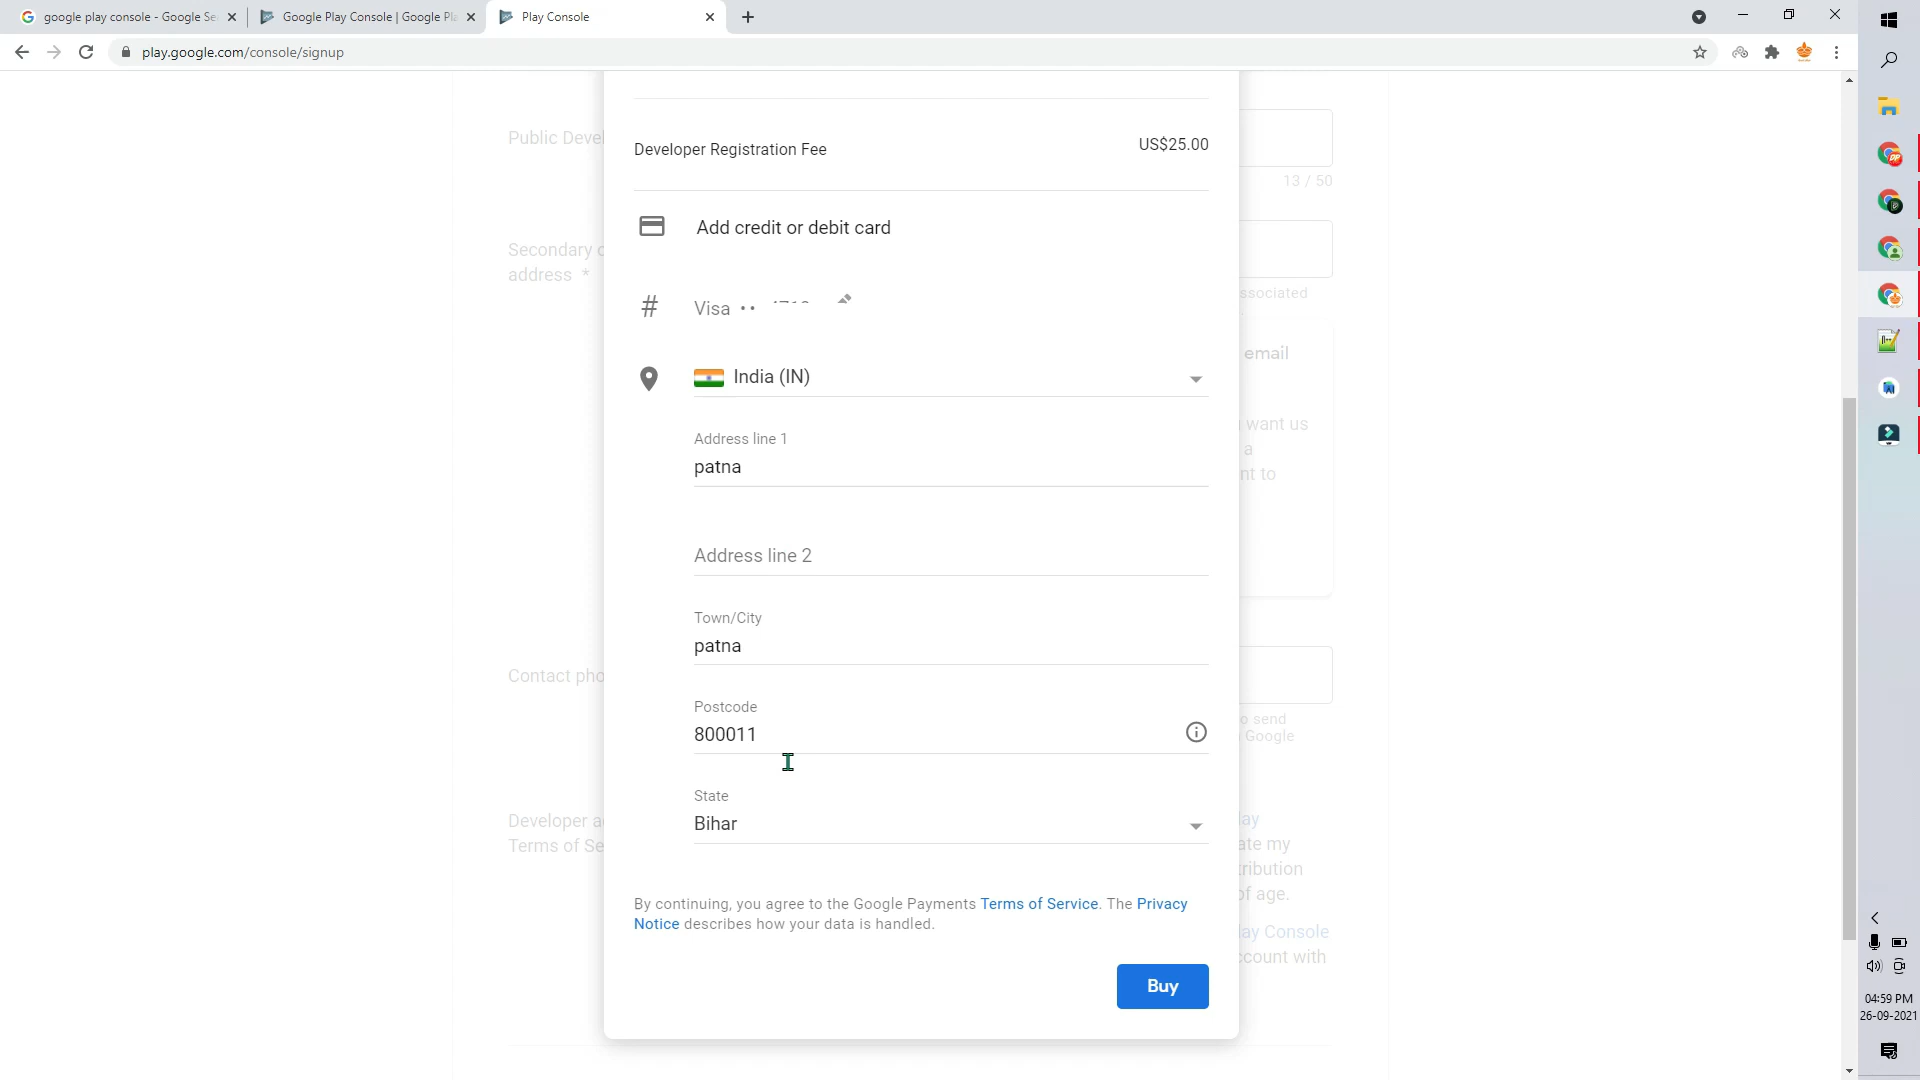 google play console - Google Se
Google Play Console | Google Pl
Play Console
play.google.com/console/signup
Public Devel
13 / 50
Developer Registration Fee
US$25.00
Add credit or debit card
Secondary c
address *
ssociated
# Visa ••
email
India (IN)
want us
a
nt to
Address line 1
patna
Address line 2
Town/City
patna
Contact pho
Postcode
800011
o send
Google
State
Bihar
Developer a
Terms of Se
lay
ate my
tribution
of age.
By continuing, you agree to the Google Payments Terms of Service. The Privacy
Notice describes how your data is handled.
lay Console
ccount with
Buy
04:59 PM
26-09-2021